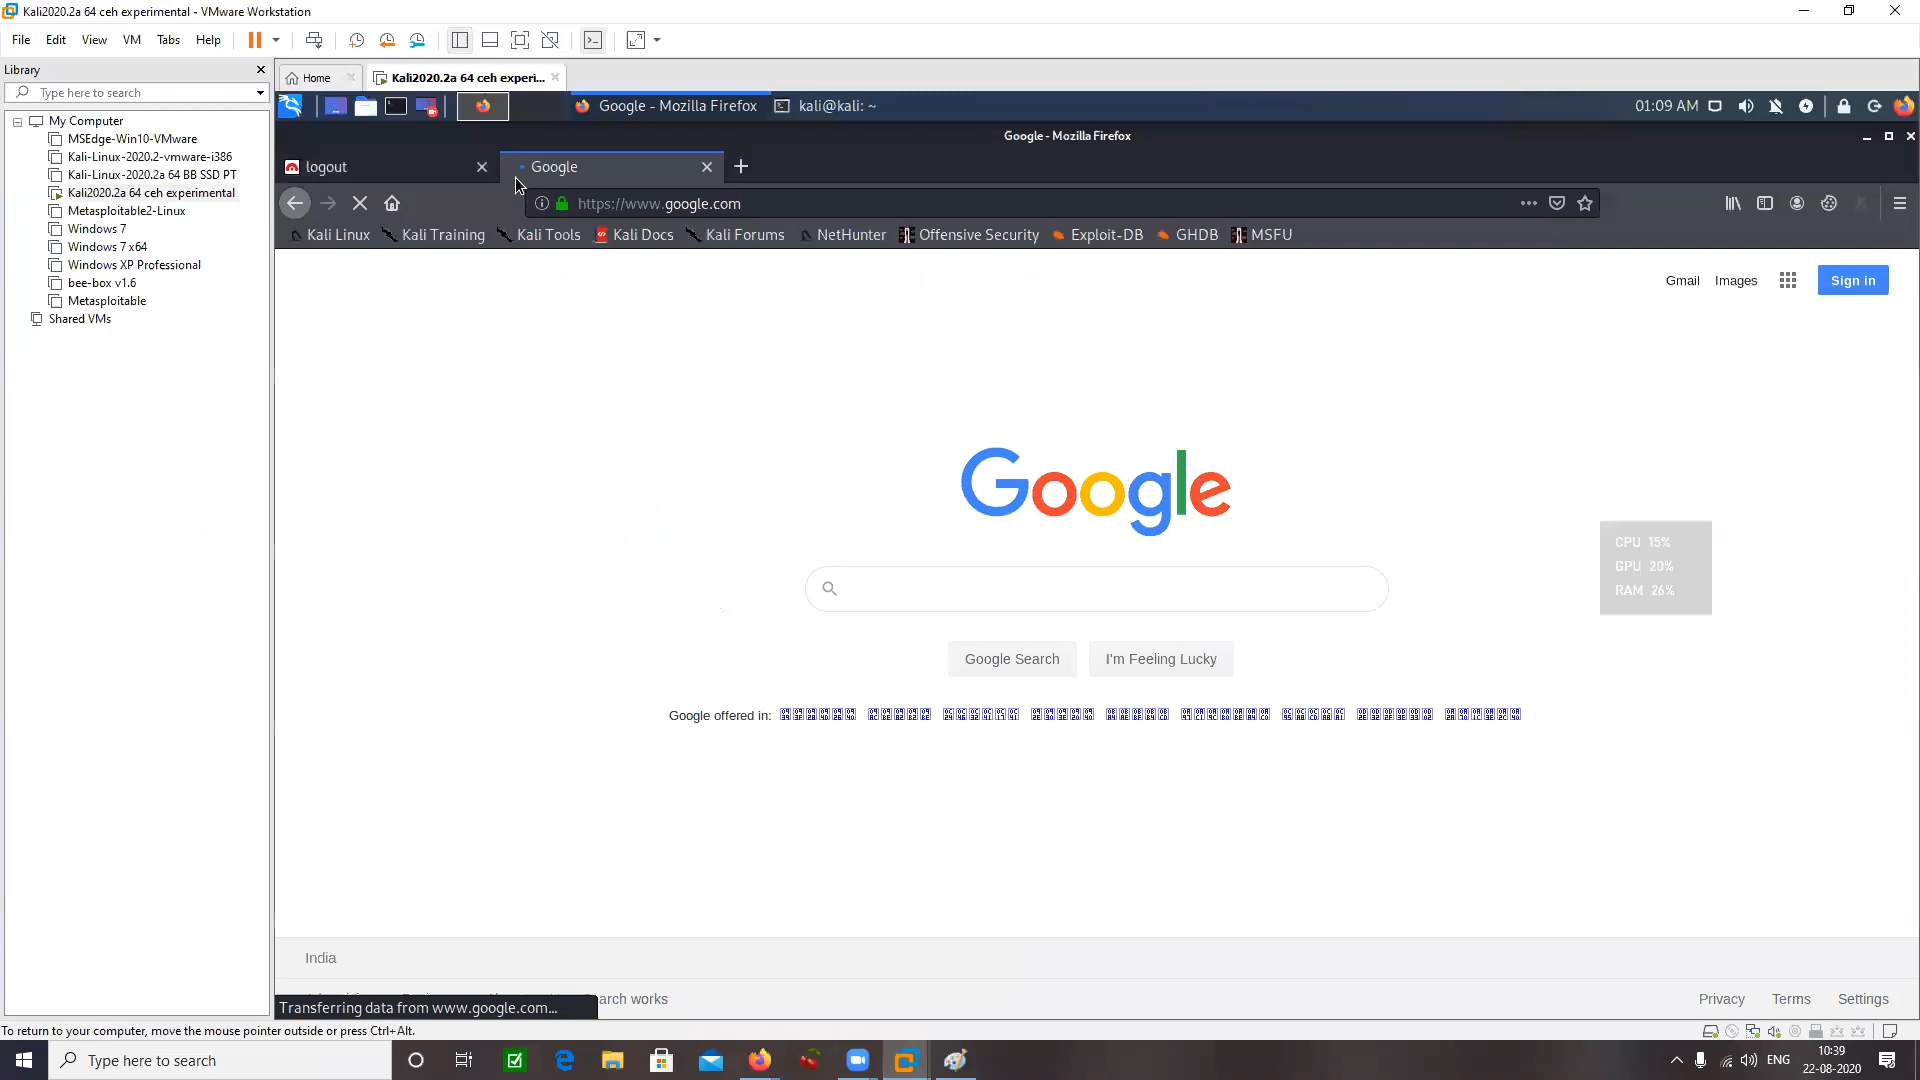 Kali2020.2a 64 ceh experimental - VMware Workstation
File Edit View VM Tabs Help
Library
Type here to search
My Computer
MSEdge-Win10-VMware
Kali-Linux-2020.2-vmware-i386
Kali-Linux-2020.2a 64 BB SSD PT
Kali2020.2a 64 ceh experimental
Metasploitable2-Linux
Windows 7
Windows 7 x64
Windows XP Professional
bee-box v1.6
Metasploitable
Shared VMs
Home Kali2020.2a 64 ceh experi...
Google - Mozilla Firefox kali@kali: ~ 01:09 AM
Google - Mozilla Firefox
logout Google
https://www.google.com
Kali Linux Kali Training Kali Tools Kali Docs Kali Forums NetHunter Offensive Security Exploit-DB GHDB MSFU
Gmail Images Sign in
Google
CPU 15%
GPU 20%
RAM 26%
Google Search I'm Feeling Lucky
Google offered in:
India
arch works Privacy Terms Settings
Transferring data from www.google.com...
To return to your computer, move the mouse pointer outside or press Ctrl+Alt.
Type here to search
ENG
10:39
22-08-2020